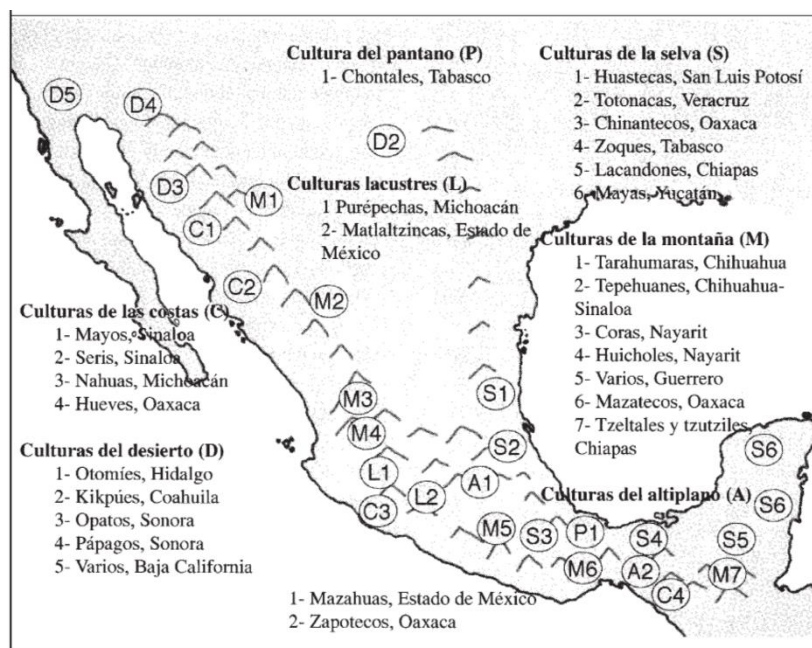 Cultura del pantano (P)
1- Chontales, Tabasco
Culturas de la selva (S)
1- Huastecas, San Luis Potosí
2- Totonacas, Veracruz
3- Chinantecos, Oaxaca
4- Zoques, Tabasco
5- Lacandones, Chiapas
6- Mayas, Yucatán
Culturas lacustres (L)
1 Purépechas, Michoacán
2- Matlaltzincas, Estado de
México
Culturas de la montaña (M)
1- Tarahumaras, Chihuahua
2- Tepehuanes, Chihuahua-
Sinaloa
3- Coras, Nayarit
4- Huicholes, Nayarit
5- Varios, Guerrero
6- Mazatecos, Oaxaca
7- Tzeltales y tzutziles,
Chiapas
Culturas de las costas (C)
1- Mayos, Sinaloa
2- Seris, Sinaloa
3- Nahuas, Michoacán
4- Hueves, Oaxaca
Culturas del desierto (D)
1- Otomíes, Hidalgo
2- Kikpúes, Coahuila
3- Opatos, Sonora
4- Pápagos, Sonora
5- Varios, Baja California
Culturas del altiplano (A)
1- Mazahuas, Estado de México
2- Zapotecos, Oaxaca
D5
D4
D2
D3
M1
C1
C2
M2
M3
S1
M4
S2
S6
L1
A1
L2
S6
C3
M5
S3
P1
S4
S5
M6
A2
M7
C4